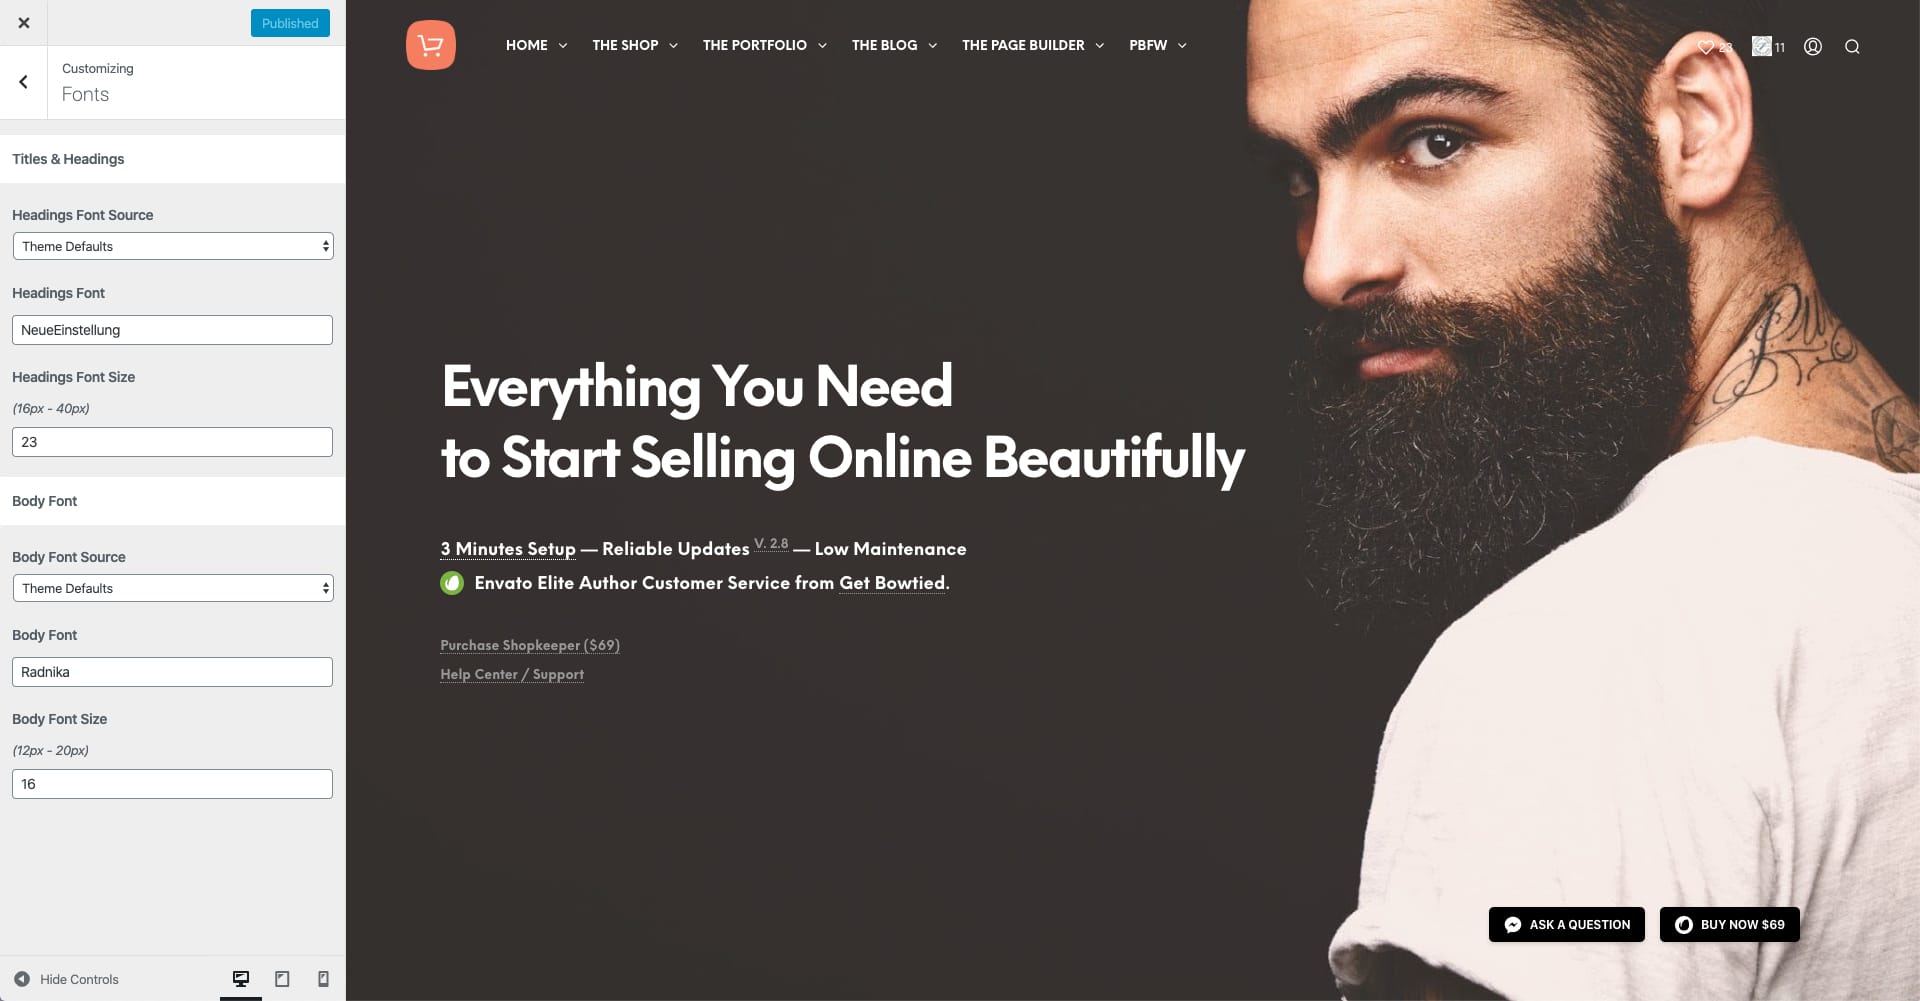 Published
Customizing
Fonts
Titles & Headings
Headings Font Source
Theme Defaults
Headings Font
NeueEinstellung
Headings Font Size
(16px - 40px)
23
Body Font
Body Font Source
Theme Defaults
Body Font
Radnika
Body Font Size
(12px - 20px)
16
Hide Controls
HOME THE SHOP THE PORTFOLIO THE BLOG THE PAGE BUILDER PBFW 23 11
Everything You Need
to Start Selling Online Beautifully
3 Minutes Setup — Reliable Updates V. 2.8 — Low Maintenance
Envato Elite Author Customer Service from Get Bowtied.
Purchase Shopkeeper ($69)
Help Center / Support
ASK A QUESTION
BUY NOW $69